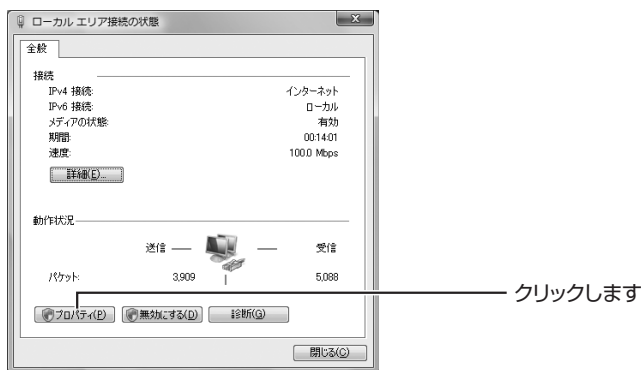 ローカル エリア接続の状態
全般
接続
IPv4 接続: インターネット
IPv6 接続: ローカル
メディアの状態: 有効
期間: 00:14:01
速度: 100.0 Mbps
詳細(E)...
動作状況
送信 受信
パケット: 3,909 5,088
プロパティ(P) 無効にする(D) 診断(G)
クリックします
閉じる(C)